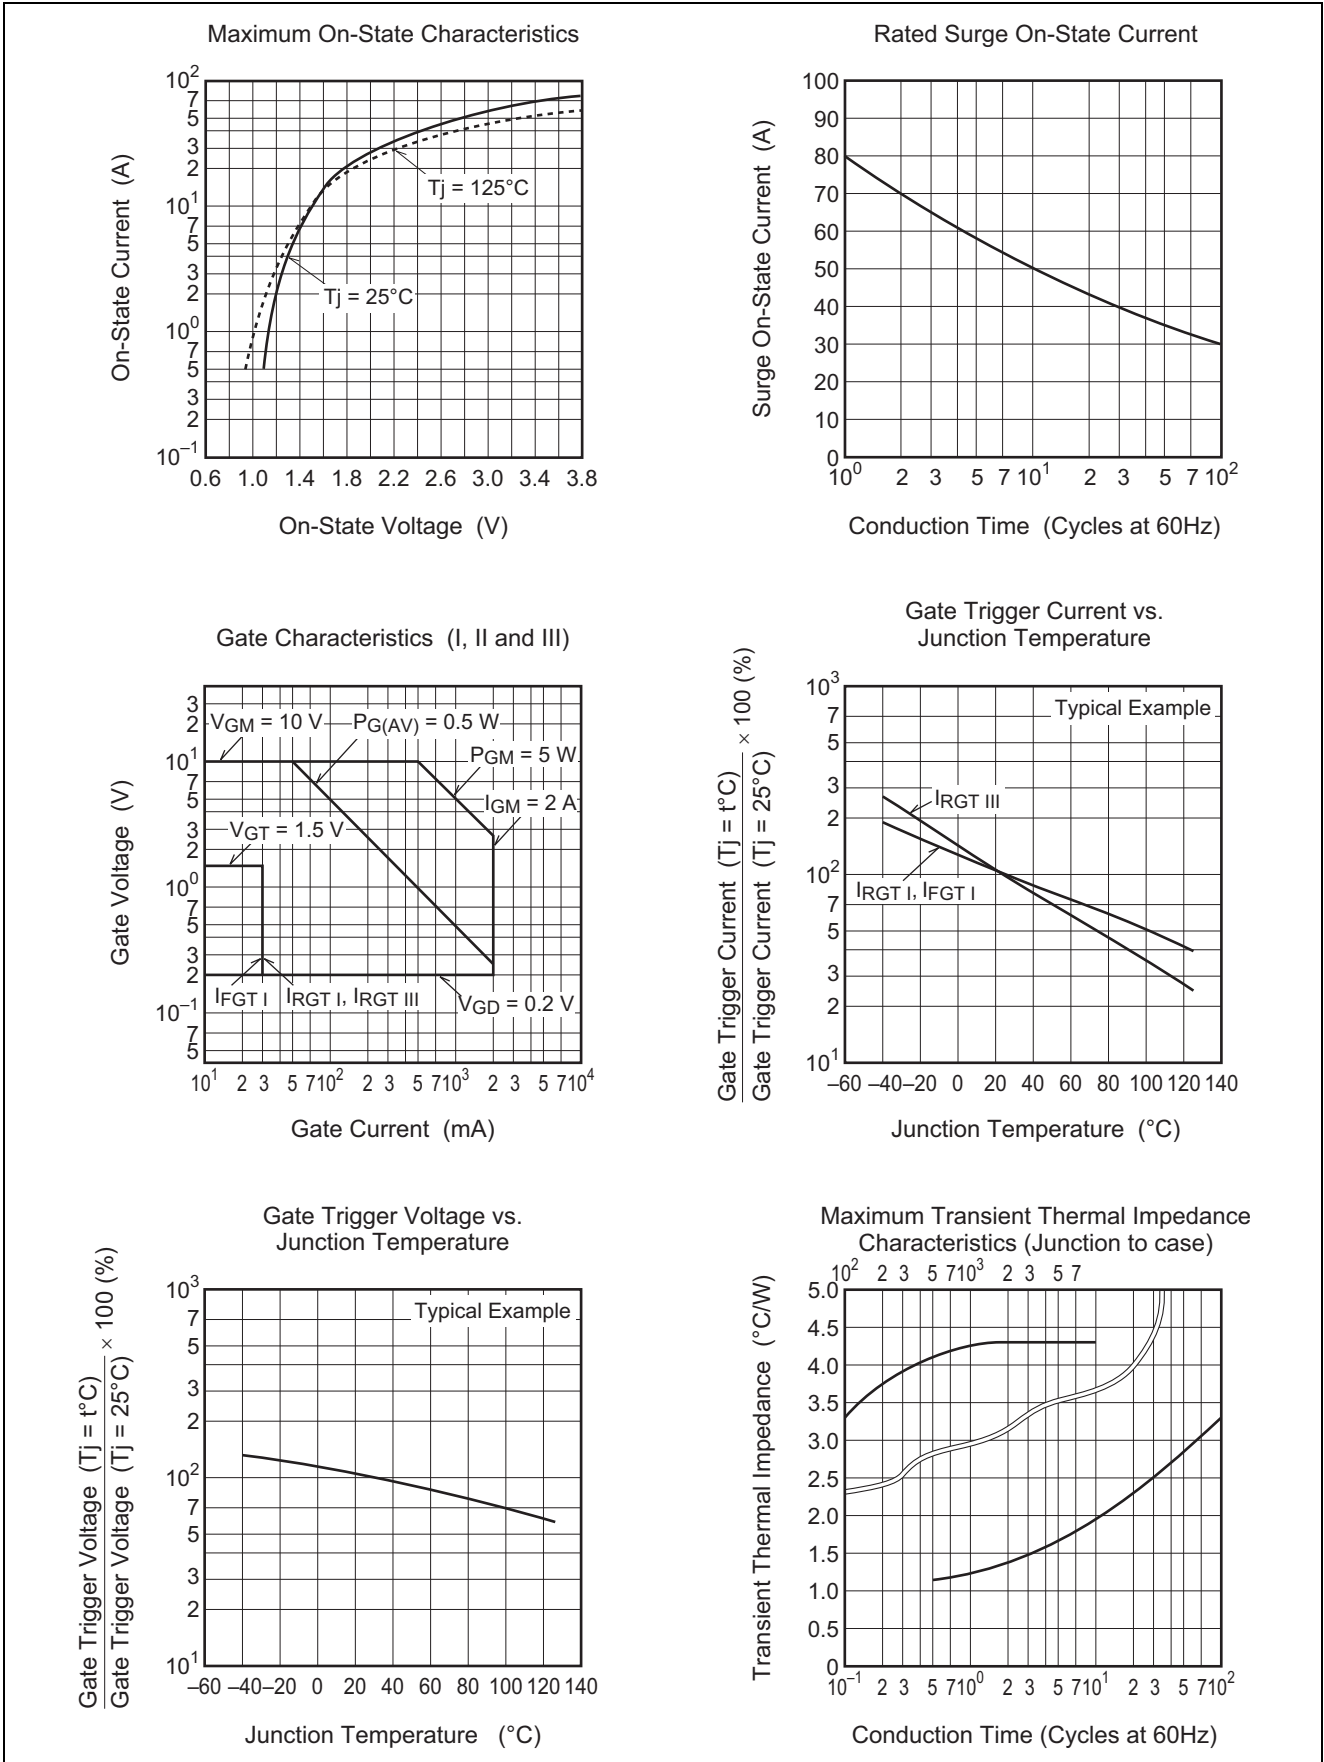 Maximum On-State Characteristics
10² 7 5 3 2 10¹ 7 5 3 2 10⁰ 7 5 3 2 10⁻¹
On-State Current (A)
Tj = 125°C
Tj = 25°C
0.6 1.0 1.4 1.8 2.2 2.6 3.0 3.4 3.8
On-State Voltage (V)
Rated Surge On-State Current
100
90
80
70
60
50
40
30
20
10
0
Surge On-State Current (A)
10⁰ 2 3 5 7 10¹ 2 3 5 7 10²
Conduction Time (Cycles at 60Hz)
Gate Characteristics (I, II and III)
3 2 10¹ 7 5 3 2 10⁰ 7 5 3 2 10⁻¹ 7 5
Gate Voltage (V)
VGM = 10 V
PG(AV) = 0.5 W
PGM = 5 W
IGM = 2 A
VGT = 1.5 V
IFGT I
IRGT I, IRGT III
VGD = 0.2 V
10¹ 2 3 5 7 10² 2 3 5 7 10³ 2 3 5 7 10⁴
Gate Current (mA)
Gate Trigger Current vs.
Junction Temperature
10³ 7 5 3 2 10² 7 5 3 2 10¹
Gate Trigger Current (Tj = t°C)
Gate Trigger Current (Tj = 25°C)
× 100 (%)
Typical Example
IRGT III
IRGT I, IFGT I
–60 –40 –20 0 20 40 60 80 100 120 140
Junction Temperature (°C)
Gate Trigger Voltage vs.
Junction Temperature
10³ 7 5 3 2 10² 7 5 3 2 10¹
Gate Trigger Voltage (Tj = t°C)
Gate Trigger Voltage (Tj = 25°C)
× 100 (%)
Typical Example
–60 –40 –20 0 20 40 60 80 100 120 140
Junction Temperature (°C)
Maximum Transient Thermal Impedance
Characteristics (Junction to case)
10² 2 3 5 7 10³ 2 3 5 7
5.0
4.5
4.0
3.5
3.0
2.5
2.0
1.5
1.0
0.5
0
Transient Thermal Impedance (°C/W)
10⁻¹ 2 3 5 7 10⁰ 2 3 5 7 10¹ 2 3 5 7 10²
Conduction Time (Cycles at 60Hz)